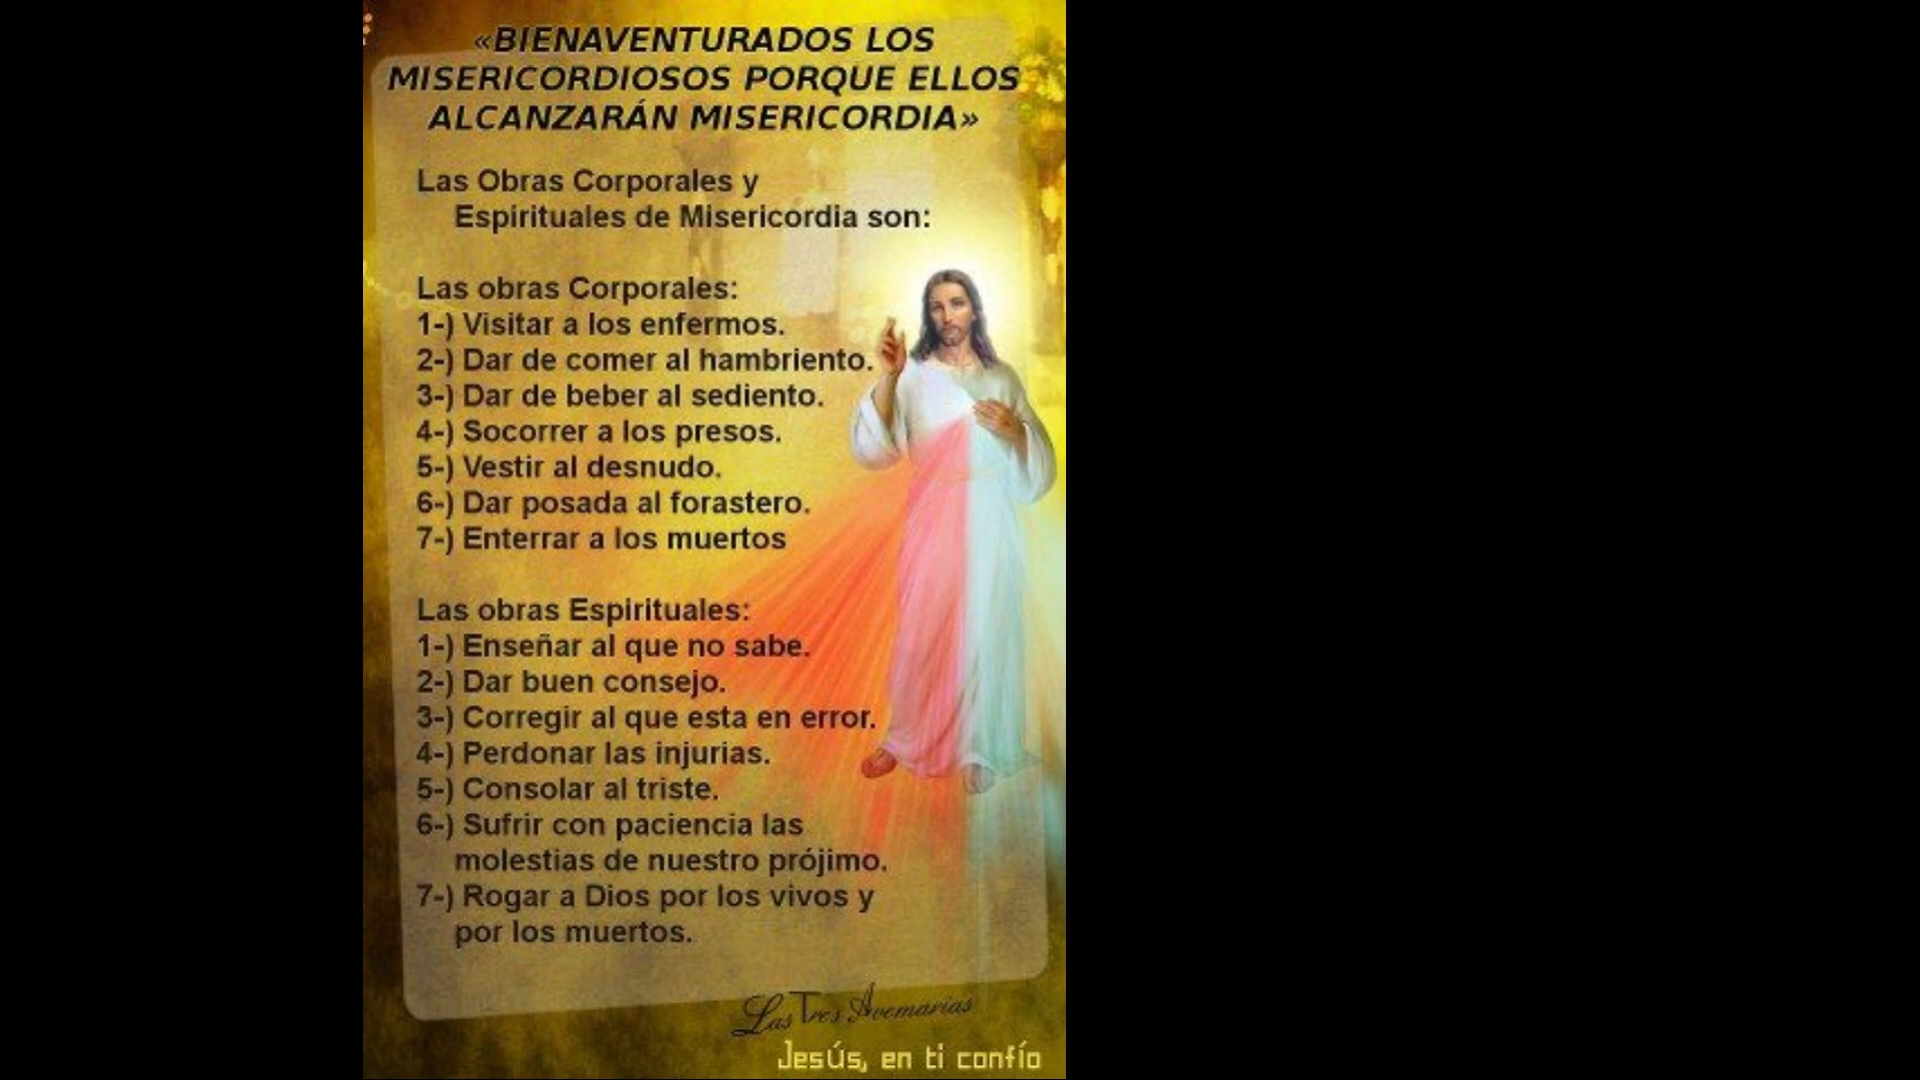 «BIENAVENTURADOS LOS
MISERICORDIOSOS PORQUE ELLOS
ALCANZARÁN MISERICORDIA»
Las Obras Corporales y
Espirituales de Misericordia son:
Las obras Corporales:
1-) Visitar a los enfermos.
2-) Dar de comer al hambriento.
3-) Dar de beber al sediento.
4-) Socorrer a los presos.
5-) Vestir al desnudo.
6-) Dar posada al forastero.
7-) Enterrar a los muertos
Las obras Espirituales:
1-) Enseñar al que no sabe.
2-) Dar buen consejo.
3-) Corregir al que esta en error.
4-) Perdonar las injurias.
5-) Consolar al triste.
6-) Sufrir con paciencia las
molestias de nuestro prójimo.
7-) Rogar a Dios por los vivos y
por los muertos.
Las Tres Avemarías
Jesús, en ti confío